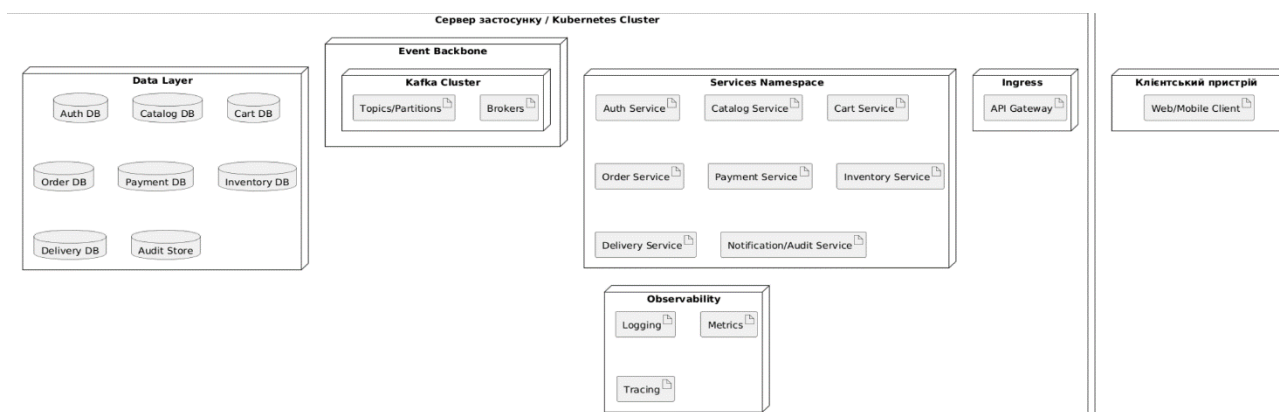 Сервер застосунку / Kubernetes Cluster
Data Layer
Auth DB
Catalog DB
Cart DB
Order DB
Payment DB
Inventory DB
Delivery DB
Audit Store
Event Backbone
Kafka Cluster
Topics/Partitions
Brokers
Services Namespace
Auth Service
Catalog Service
Cart Service
Order Service
Payment Service
Inventory Service
Delivery Service
Notification/Audit Service
Observability
Logging
Metrics
Tracing
Ingress
API Gateway
Клієнтський пристрій
Web/Mobile Client